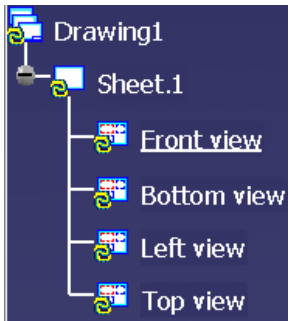 Drawing1
Sheet.1
Front view
Bottom view
Left view
Top view